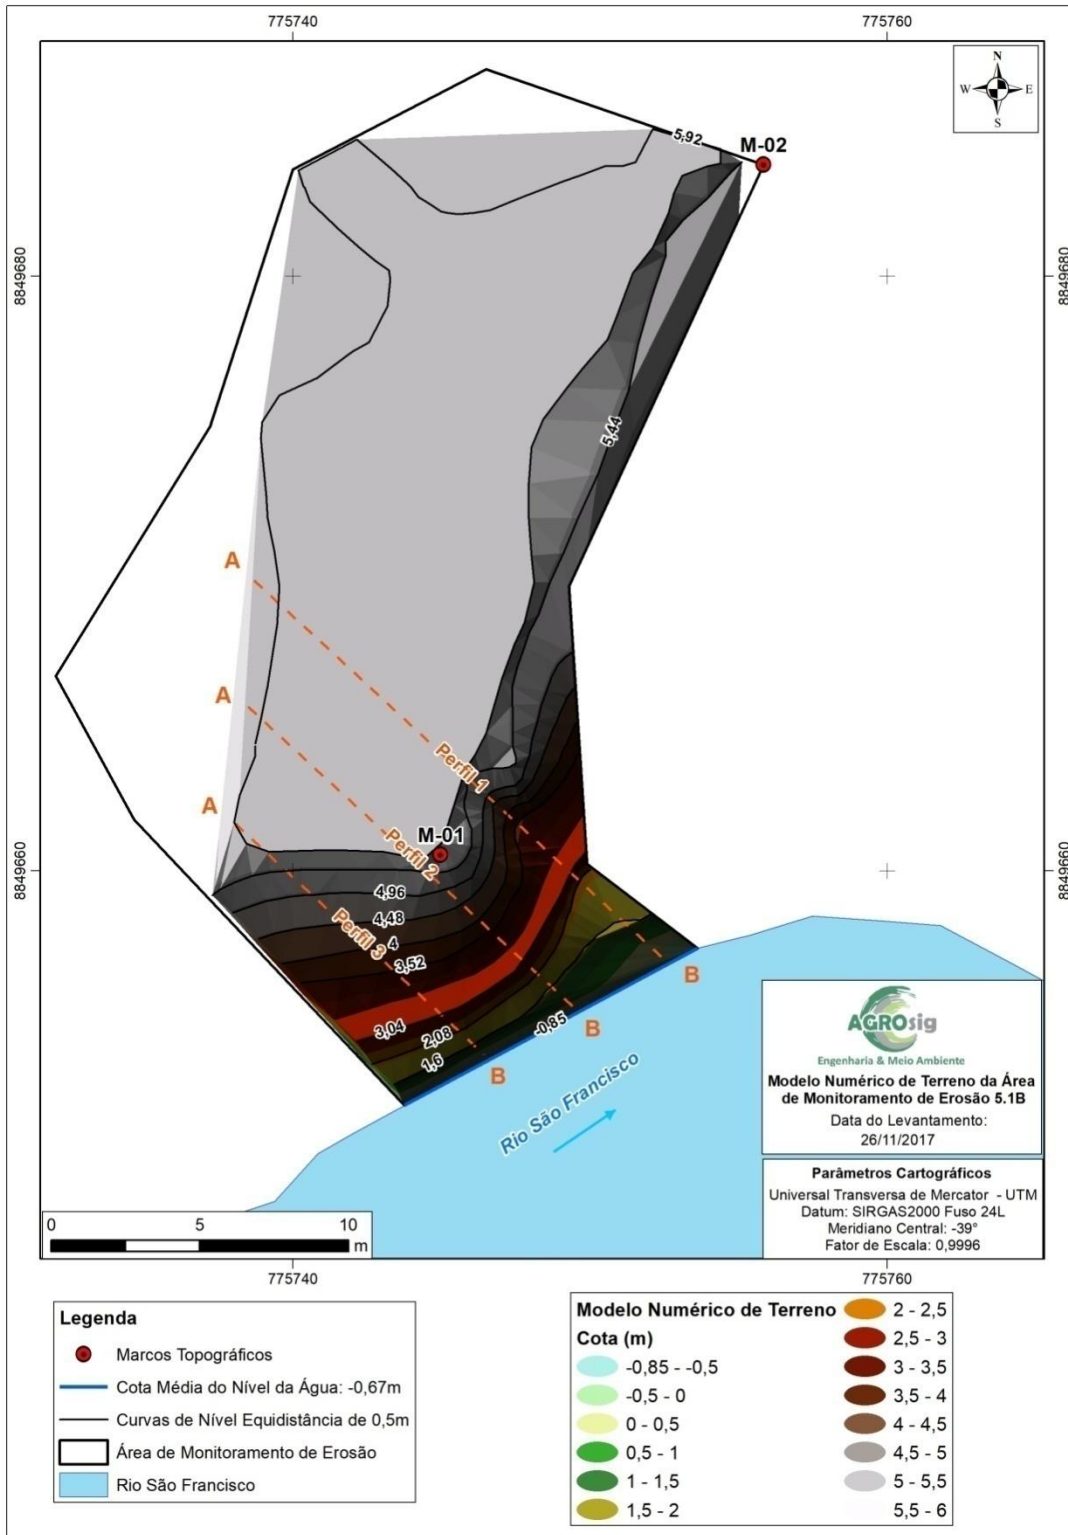 775740
775760
N
W
E
S
5,92
M-02
8849680
8849680
5,44
A
A
Perfil 1
A
M-01
Perfil 2
8849660
8849660
4,96
4,48
Perfil 3
4
3,52
B
3,04
2,08
-0,85
B
1,6
B
Rio São Francisco
AGROsig
Engenharia & Meio Ambiente
Modelo Numérico de Terreno da Área
de Monitoramento de Erosão 5.1B
Data do Levantamento:
26/11/2017
Parâmetros Cartográficos
Universal Transversa de Mercator - UTM
Datum: SIRGAS2000 Fuso 24L
Meridiano Central: -39°
Fator de Escala: 0,9996
0
5
10
m
775740
775760
Legenda
Marcos Topográficos
Cota Média do Nível da Água: -0,67m
Curvas de Nível Equidistância de 0,5m
Área de Monitoramento de Erosão
Rio São Francisco
Modelo Numérico de Terreno
Cota (m)
-0,85 - -0,5
-0,5 - 0
0 - 0,5
0,5 - 1
1 - 1,5
1,5 - 2
2 - 2,5
2,5 - 3
3 - 3,5
3,5 - 4
4 - 4,5
4,5 - 5
5 - 5,5
5,5 - 6